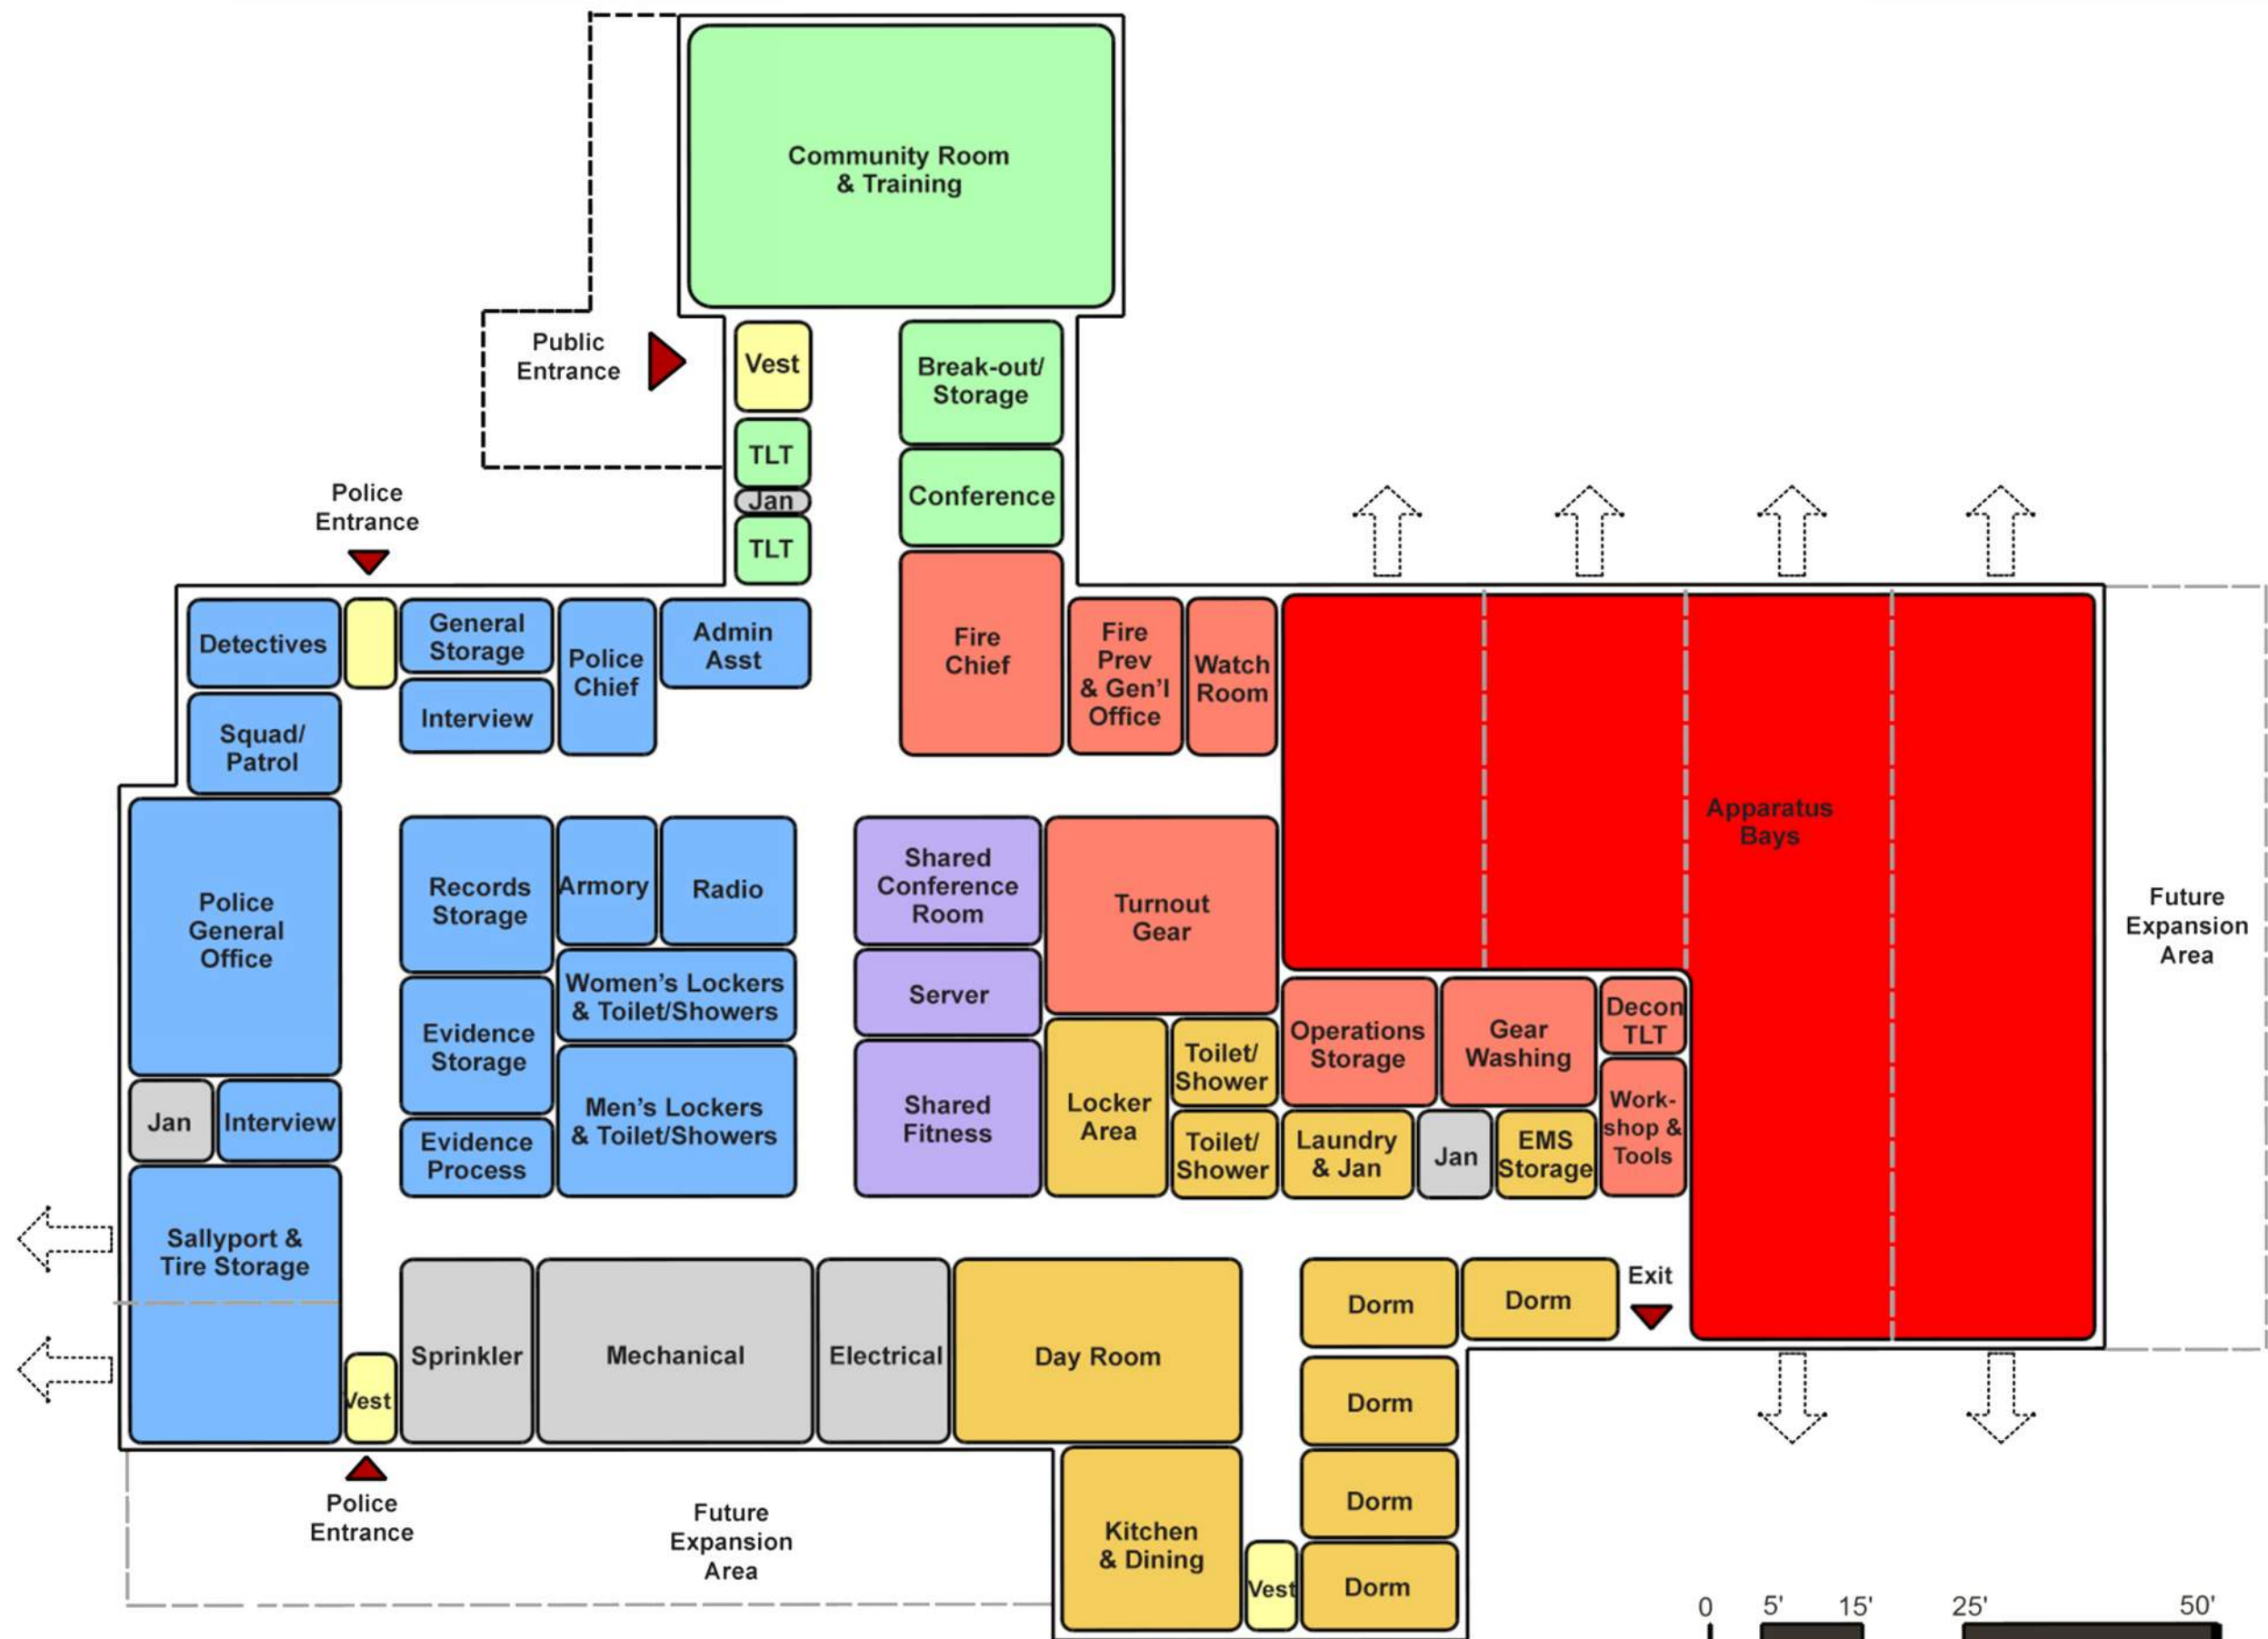 Community Room
& Training
Public
Entrance
Vest
Break-out/
Storage
TLT
Jan
TLT
Conference
Police
Entrance
Detectives
General
Storage
Interview
Police
Chief
Admin
Asst
Fire
Chief
Fire
Prev
& Gen'l
Office
Watch
Room
Squad/
Patrol
Apparatus
Bays
Future
Expansion
Area
Police
General
Office
Records
Storage
Armory
Radio
Shared
Conference
Room
Turnout
Gear
Women's Lockers
& Toilet/Showers
Server
Evidence
Storage
Operations
Storage
Gear
Washing
Decon
TLT
Toilet/
Shower
Locker
Area
Jan
Interview
Men's Lockers
& Toilet/Showers
Shared
Fitness
Evidence
Process
Toilet/
Shower
Laundry
& Jan
Jan
EMS
Storage
Work-
shop &
Tools
Sallyport &
Tire Storage
Vest
Sprinkler
Mechanical
Electrical
Day Room
Dorm
Dorm
Exit
Dorm
Dorm
Dorm
Kitchen
& Dining
Vest
Police
Entrance
Future
Expansion
Area
0 5' 15' 25' 50'